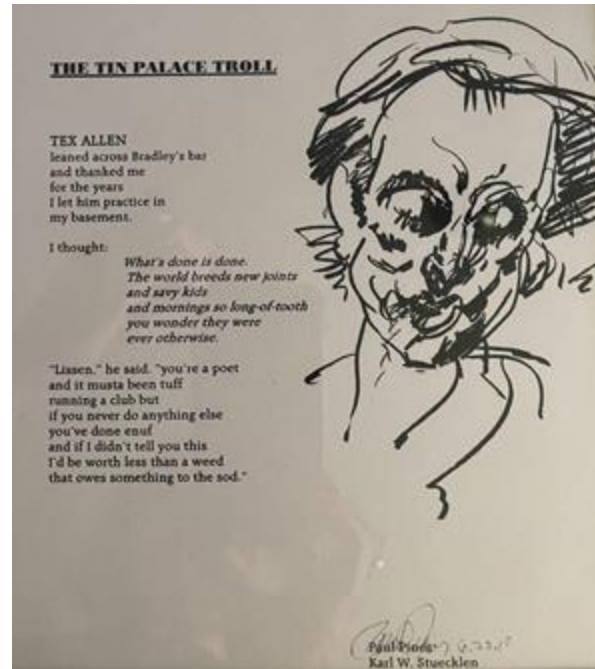 THE TIN PALACE TROLL
TEX ALLEN
leaned across Bradley's bar
and thanked me
for the years
I let him practice in
my basement.
I thought:
What's done is done.
The world breeds new joints
and savy kids
and mornings so long-of-tooth
you wonder they were
ever otherwise.
"Lissen," he said. "you're a poet
and it musta been tuff
running a club but
if you never do anything else
you've done enuf
and if I didn't tell you this
I'd be worth less than a weed
that owes something to the sod."
Paul Pines
Karl W. Stuecklen